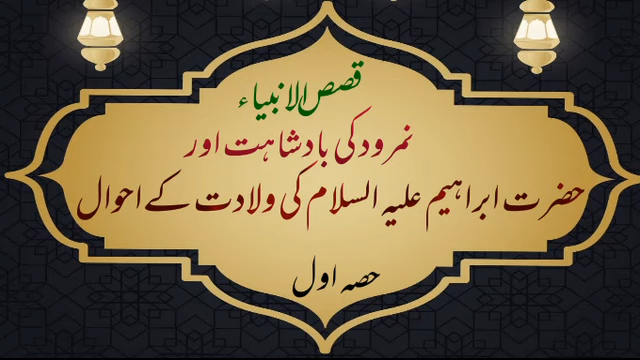 قصص الانبیاء
نمرود کی بادشاہت اور
حضرت ابراہیم علیہ السلام کی ولادت کے احوال
حصہ اول